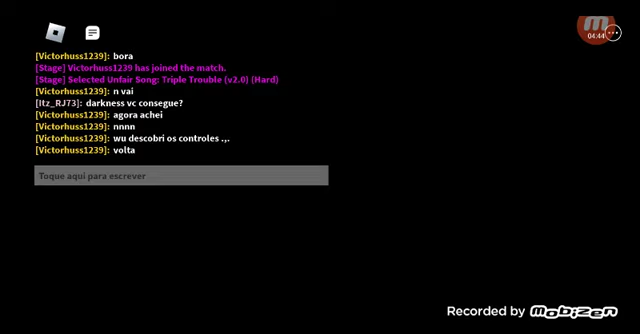 04:44
[Victorhuss1239]: bora
[Stage] Victorhuss1239 has joined the match.
[Stage] Selected Unfair Song: Triple Trouble (v2.0) (Hard)
[Victorhuss1239]: n vai
[Itz_RJ73]: darkness vc consegue?
[Victorhuss1239]: agora achei
[Victorhuss1239]: nnnn
[Victorhuss1239]: wu descobri os controles .,.
[Victorhuss1239]: volta
Toque aqui para escrever
Recorded by mobizen